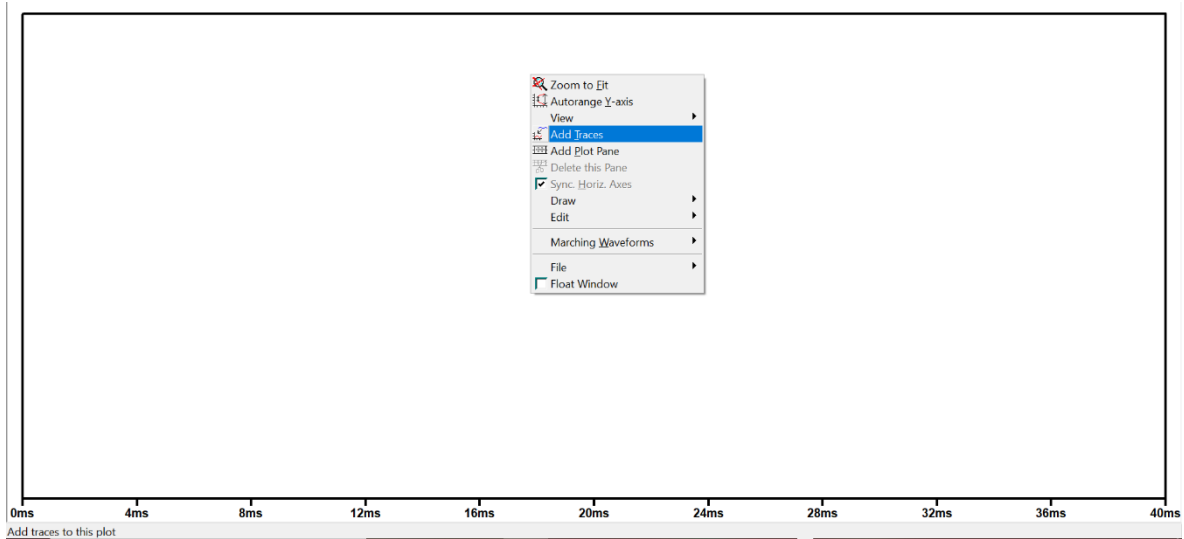 Zoom to Fit
Autorange Y-axis
View
Add Traces
Add Plot Pane
Delete this Pane
Sync. Horiz. Axes
Draw
Edit
Marching Waveforms
File
Float Window
0ms 4ms 8ms 12ms 16ms 20ms 24ms 28ms 32ms 36ms 40ms
Add traces to this plot